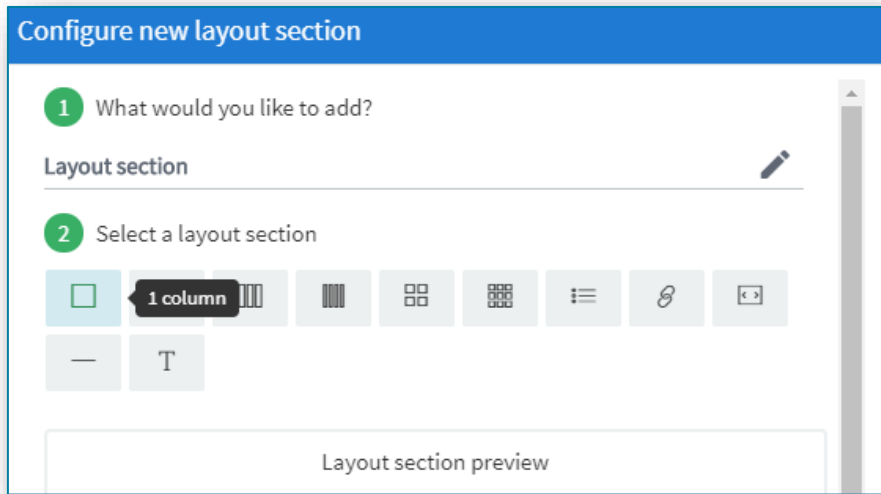 Configure new layout section
1 What would you like to add?
Layout section
2 Select a layout section
1 column
T
Layout section preview